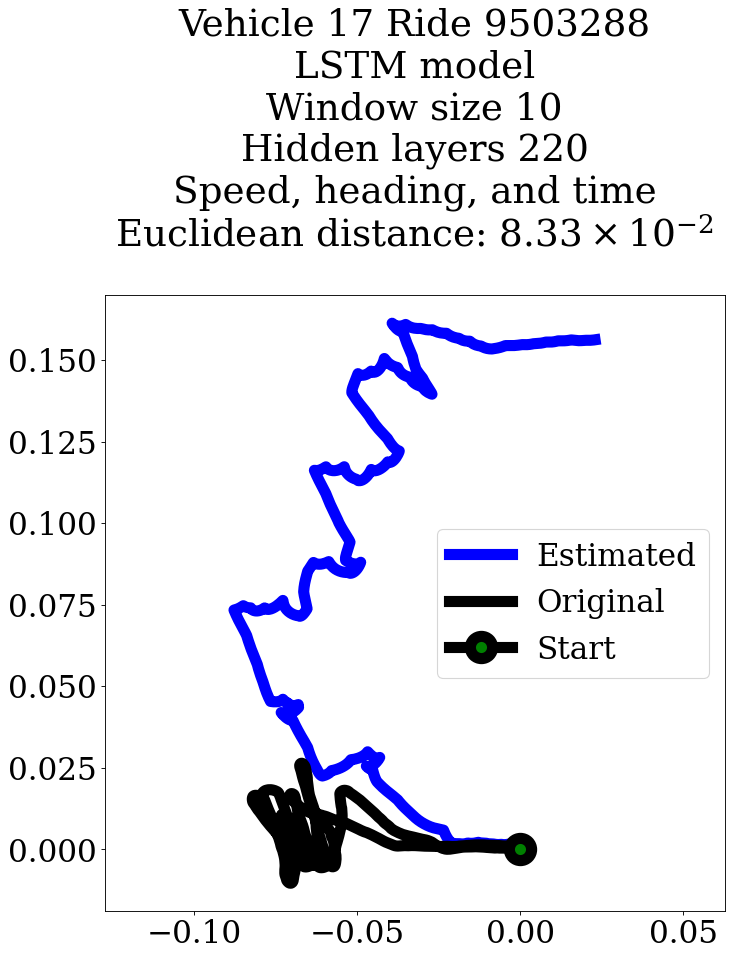 Vehicle 17 Ride 9503288
LSTM model
Window size 10
Hidden layers 220
Speed, heading, and time
Euclidean distance: 8.33 × 10⁻²
0.150
0.125
0.100
0.075
0.050
0.025
0.000
Estimated
Original
Start
−0.10
−0.05
0.00
0.05